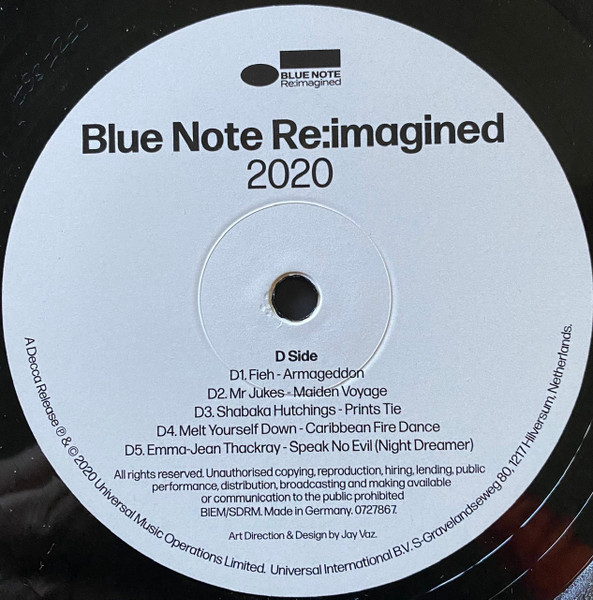 BLUE NOTE
Re:imagined
Blue Note Re:imagined
2020
D Side
D1. Fieh - Armageddon
D2. Mr Jukes - Maiden Voyage
D3. Shabaka Hutchings - Prints Tie
D4. Melt Yourself Down - Caribbean Fire Dance
D5. Emma-Jean Thackray - Speak No Evil (Night Dreamer)
All rights reserved. Unauthorised copying, reproduction, hiring, lending, public
performance, distribution, broadcasting and making available
or communication to the public prohibited
BIEM/SDRM. Made in Germany. 0727867.
Art Direction & Design by Jay Vaz.
A Decca Release ℗ & © 2020 Universal Music Operations Limited. Universal International B.V. S-Gravelandseweg 80, 1217 Hilversum, Netherlands.